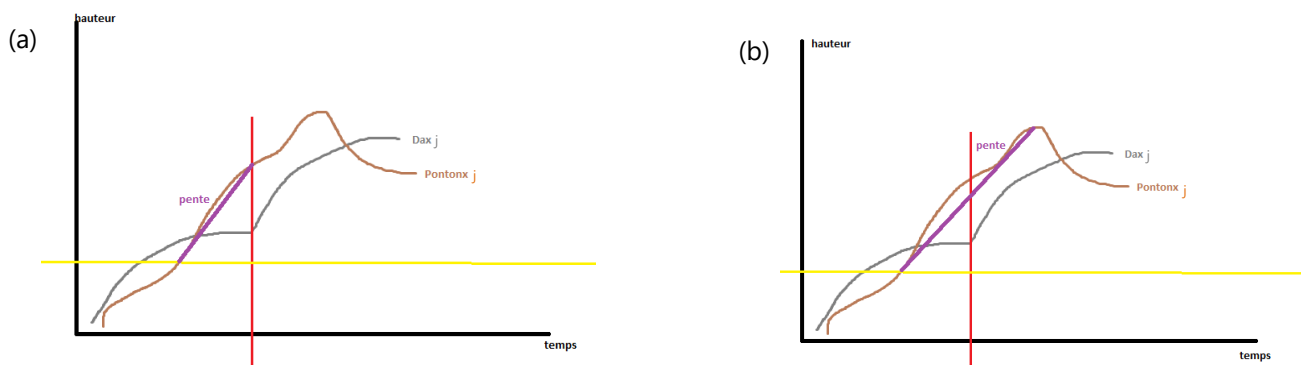 (a)
hauteur
Dax j
Pontonx j
pente
temps
(b)
hauteur
pente
Dax j
Pontonx j
temps